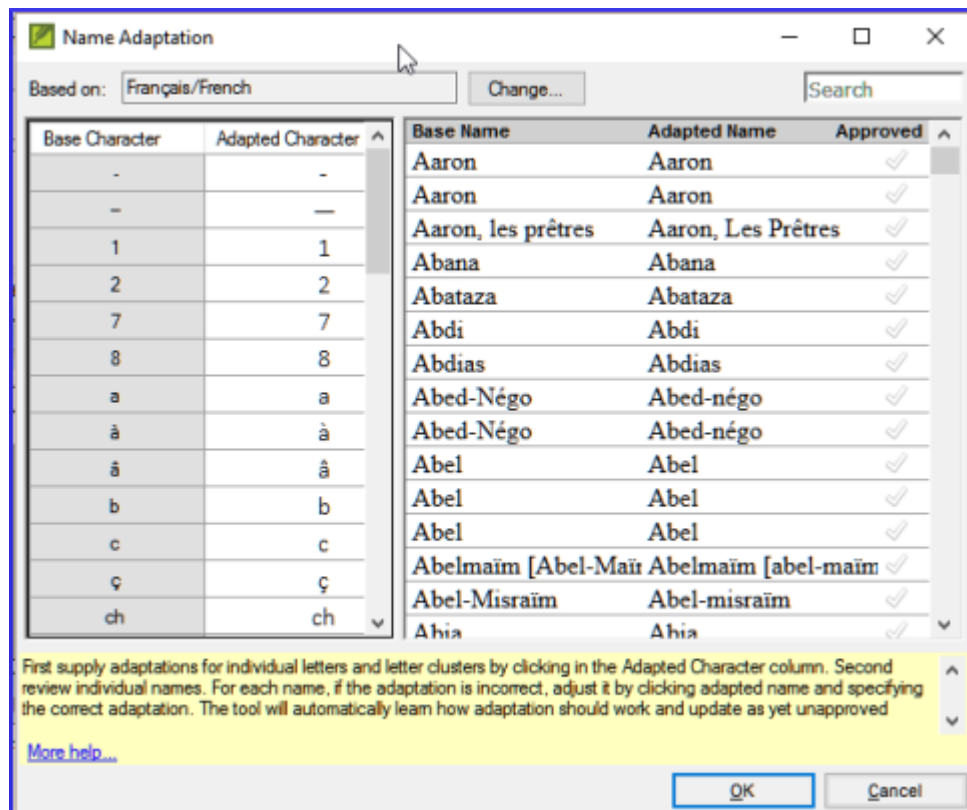 Name Adaptation
Based on: Français/French Change... Search
Base Character Adapted Character
- -
– —
1 1
2 2
7 7
8 8
a a
à à
â â
b b
c c
ç ç
ch ch
Base Name Adapted Name Approved
Aaron Aaron
Aaron Aaron
Aaron, les prêtres Aaron, Les Prêtres
Abana Abana
Abataza Abataza
Abdi Abdi
Abdias Abdias
Abed-Négo Abed-négo
Abed-Négo Abed-négo
Abel Abel
Abel Abel
Abel Abel
Abelmaïm [Abel-Maïı Abelmaïm [abel-maïm
Abel-Misraïm Abel-misraïm
Abia Abia
First supply adaptations for individual letters and letter clusters by clicking in the Adapted Character column. Second
review individual names. For each name, if the adaptation is incorrect, adjust it by clicking adapted name and specifying
the correct adaptation. The tool will automatically learn how adaptation should work and update as yet unapproved
More help...
OK Cancel